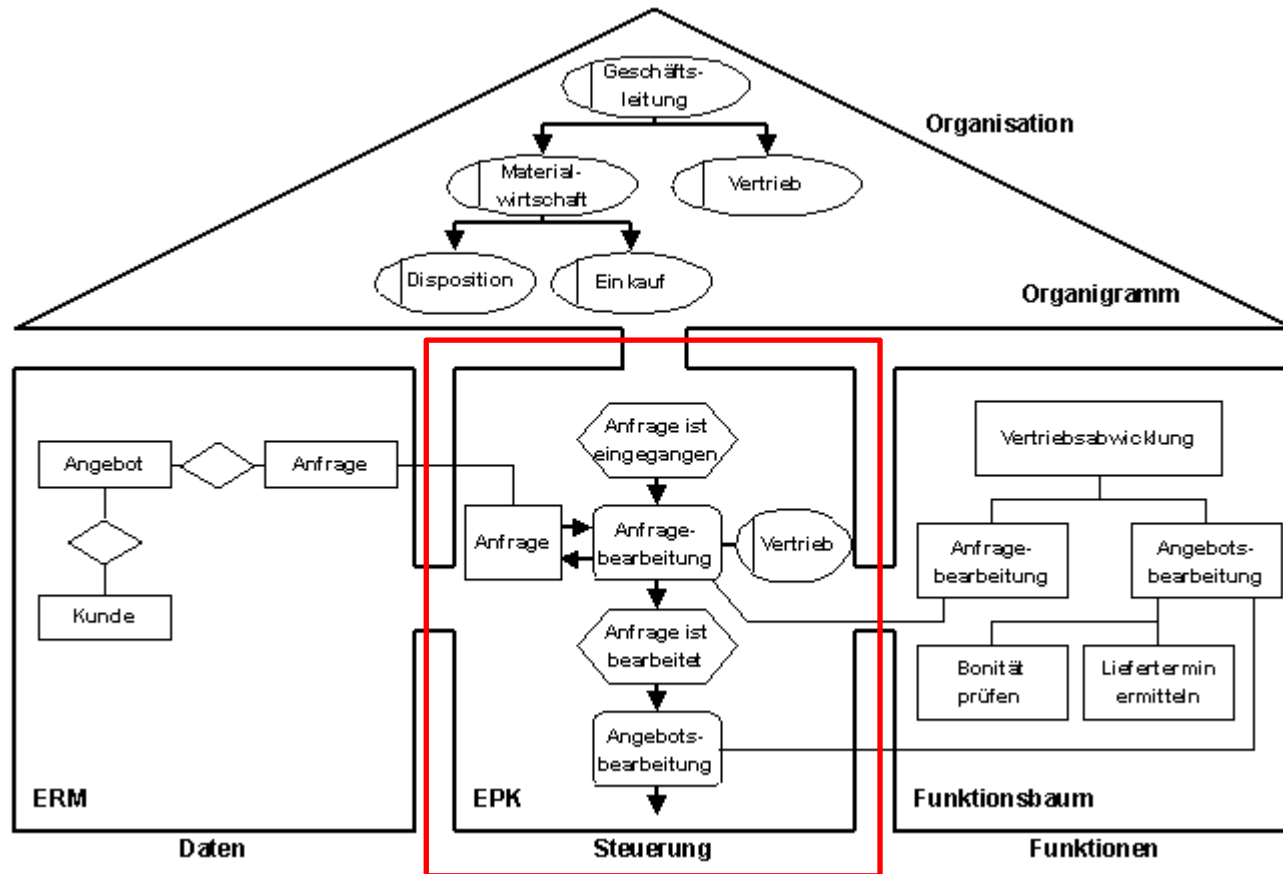 Geschäfts-
leitung
Organisation
Material-
wirtschaft
Vertrieb
Disposition
Einkauf
Organigramm
Angebot
Anfrage
Kunde
ERM
Daten
Anfrage ist
eingegangen
Anfrage
Anfrage-
bearbeitung
Vertrieb
Anfrage ist
bearbeitet
Angebots-
bearbeitung
EPK
Steuerung
Vertriebsabwicklung
Anfrage-
bearbeitung
Angebots-
bearbeitung
Bonität
prüfen
Liefertermin
ermitteln
Funktionsbaum
Funktionen